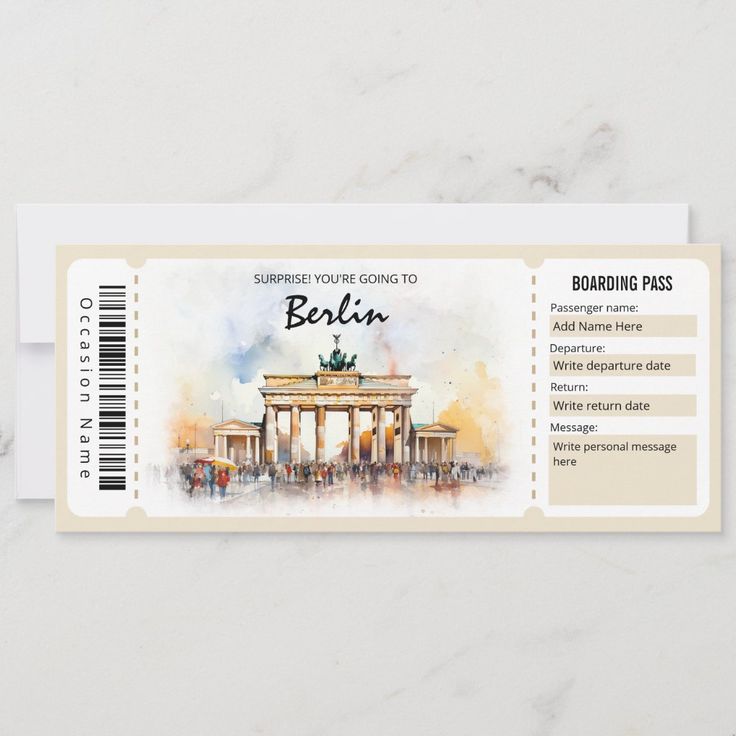 Occasion Name
SURPRISE! YOU'RE GOING TO
Berlin
BOARDING PASS
Passenger name:
Add Name Here
Departure:
Write departure date
Return:
Write return date
Message:
Write personal message
here